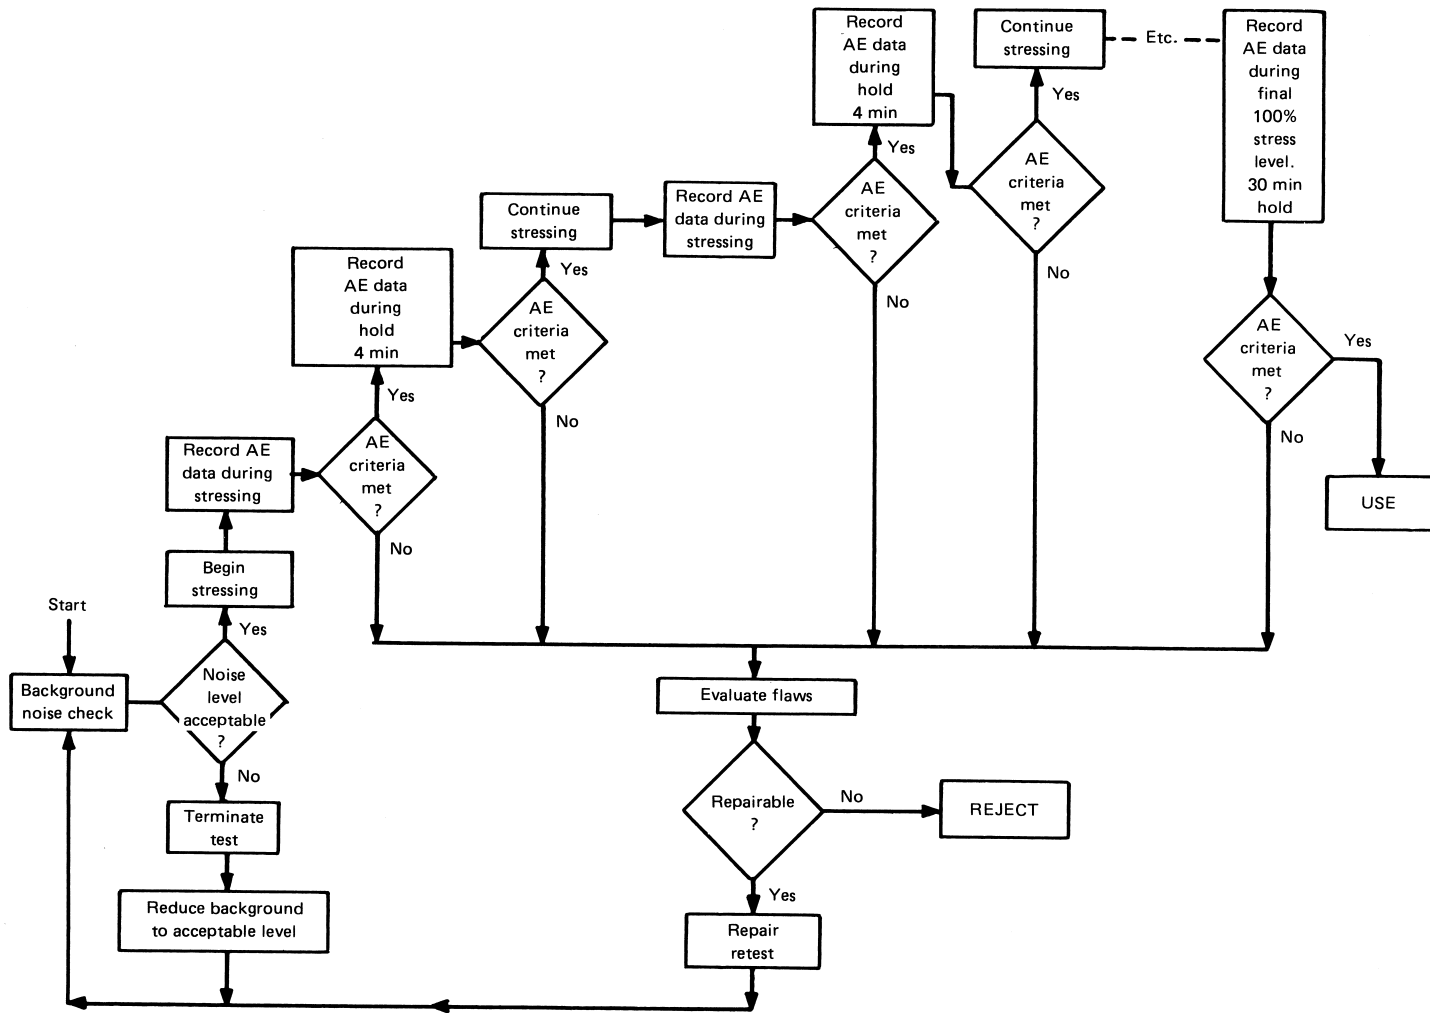 Start
Background
noise check
Noise
level
acceptable
?
Yes
No
Terminate
test
Reduce background
to acceptable level
Begin
stressing
Record AE
data during
stressing
AE
criteria
met
?
Yes
No
Record
AE data
during
hold
4 min
AE
criteria
met
?
Yes
No
Continue
stressing
Record AE
data during
stressing
AE
criteria
met
?
Yes
No
Record
AE data
during
hold
4 min
AE
criteria
met
?
Yes
No
Continue
stressing
Etc.
Record
AE data
during
final
100%
stress
level.
30 min
hold
AE
criteria
met
?
Yes
No
USE
Evaluate flaws
Repairable
?
No
REJECT
Yes
Repair
retest